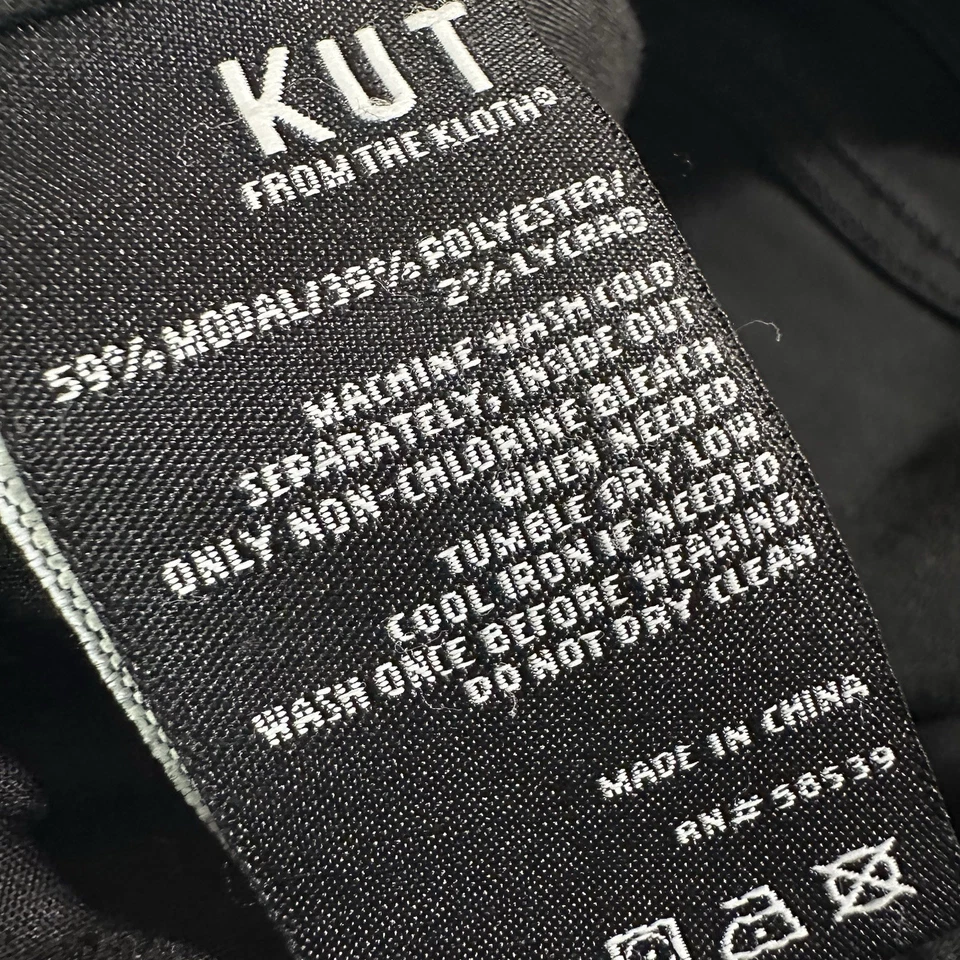 KUT
FROM THE KLOTH®
59% MODAL/39% POLYESTER/
2% LYCRA®
MACHINE WASH COLD
SEPARATELY, INSIDE OUT
ONLY NON-CHLORINE BLEACH
WHEN NEEDED
TUMBLE DRY LOW
COOL IRON IF NEEDED
WASH ONCE BEFORE WEARING
DO NOT DRY CLEAN
MADE IN CHINA
RN# 58539